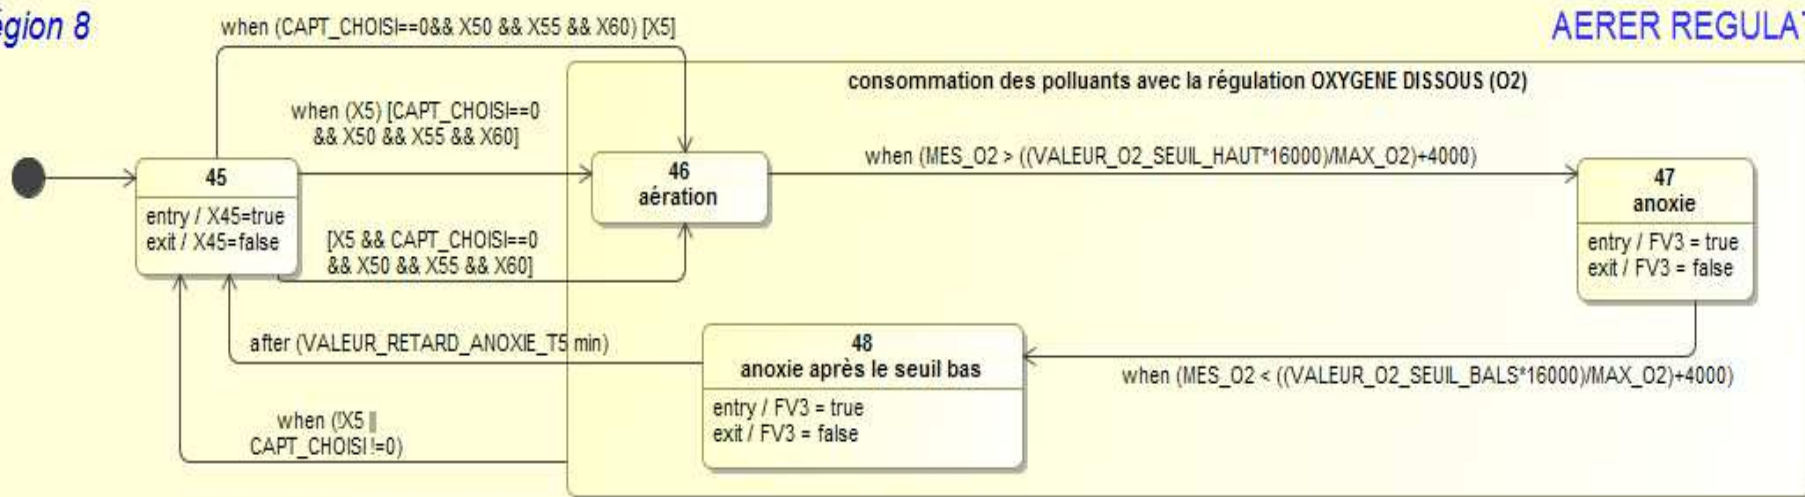 égion 8
AERER REGULAT
when (CAPT_CHOISI==0&& X50 && X55 && X60) [X5]
consommation des polluants avec la régulation OXYGENE DISSOUS (O2)
when (X5) [CAPT_CHOISI==0
&& X50 && X55 && X60]
when (MES_O2 > ((VALEUR_O2_SEUIL_HAUT*16000)/MAX_O2)+4000)
45
entry / X45=true
exit / X45=false
46
aération
47
anoxie
entry / FV3 = true
exit / FV3 = false
[X5 && CAPT_CHOISI==0
&& X50 && X55 && X60]
after (VALEUR_RETARD_ANOXIE_T5 min)
48
anoxie après le seuil bas
entry / FV3 = true
exit / FV3 = false
when (MES_O2 < ((VALEUR_O2_SEUIL_BALS*16000)/MAX_O2)+4000)
when (!X5 ||
CAPT_CHOISI !=0)